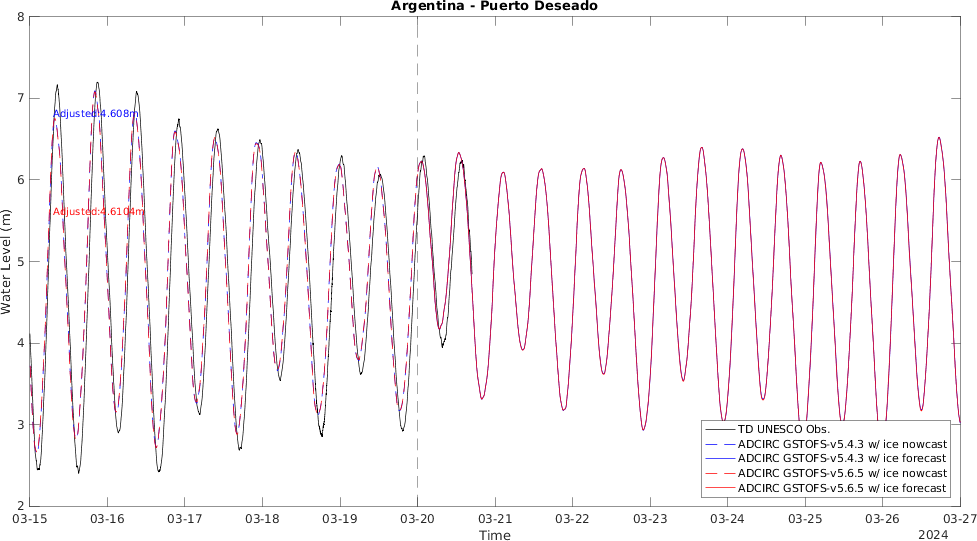 Argentina - Puerto Deseado
8
7
6
5
4
3
2
Water Level (m)
Adjusted:4.608m
Adjusted:4.6104m
TD UNESCO Obs.
ADCIRC GSTOFS-v5.4.3 w/ ice nowcast
ADCIRC GSTOFS-v5.4.3 w/ ice forecast
ADCIRC GSTOFS-v5.6.5 w/ ice nowcast
ADCIRC GSTOFS-v5.6.5 w/ ice forecast
03-15 03-16 03-17 03-18 03-19 03-20 03-21 03-22 03-23 03-24 03-25 03-26 03-27
Time
2024